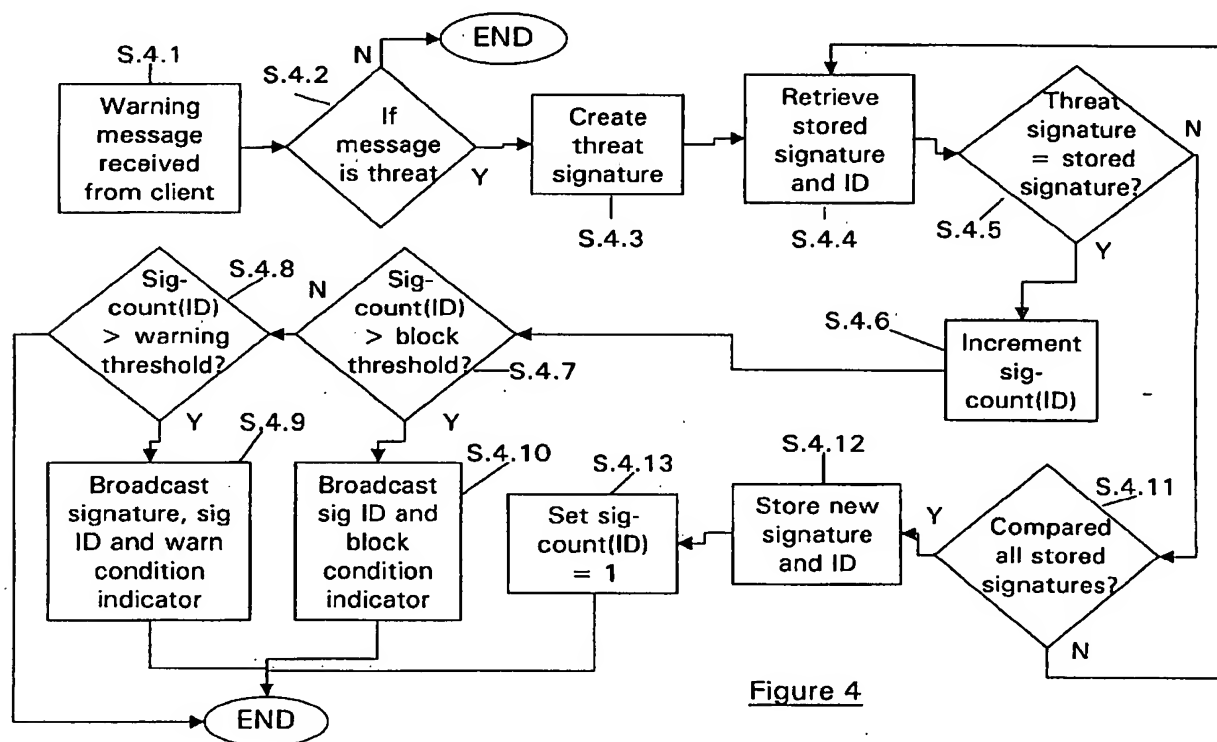 END
S.4.1
N
S.4.2
Warning
message
received
from client
If
message
is threat
Y
Create
threat
signature
S.4.3
Retrieve
stored
signature
and ID
S.4.4
Threat
signature
= stored
signature?
N
S.4.5
Y
Sig-
count(ID)
> warning
threshold?
S.4.8
N
Sig-
count(ID)
> block
threshold?
S.4.7
S.4.6
Increment
sig-
count(ID)
Y
S.4.9
Y
S.4.10
Broadcast
signature, sig
ID and warn
condition
indicator
Broadcast
sig ID and
block
condition
indicator
S.4.13
Set sig-
count(ID)
= 1
S.4.12
Store new
signature
and ID
Y
S.4.11
Compared
all stored
signatures?
N
END
Figure 4